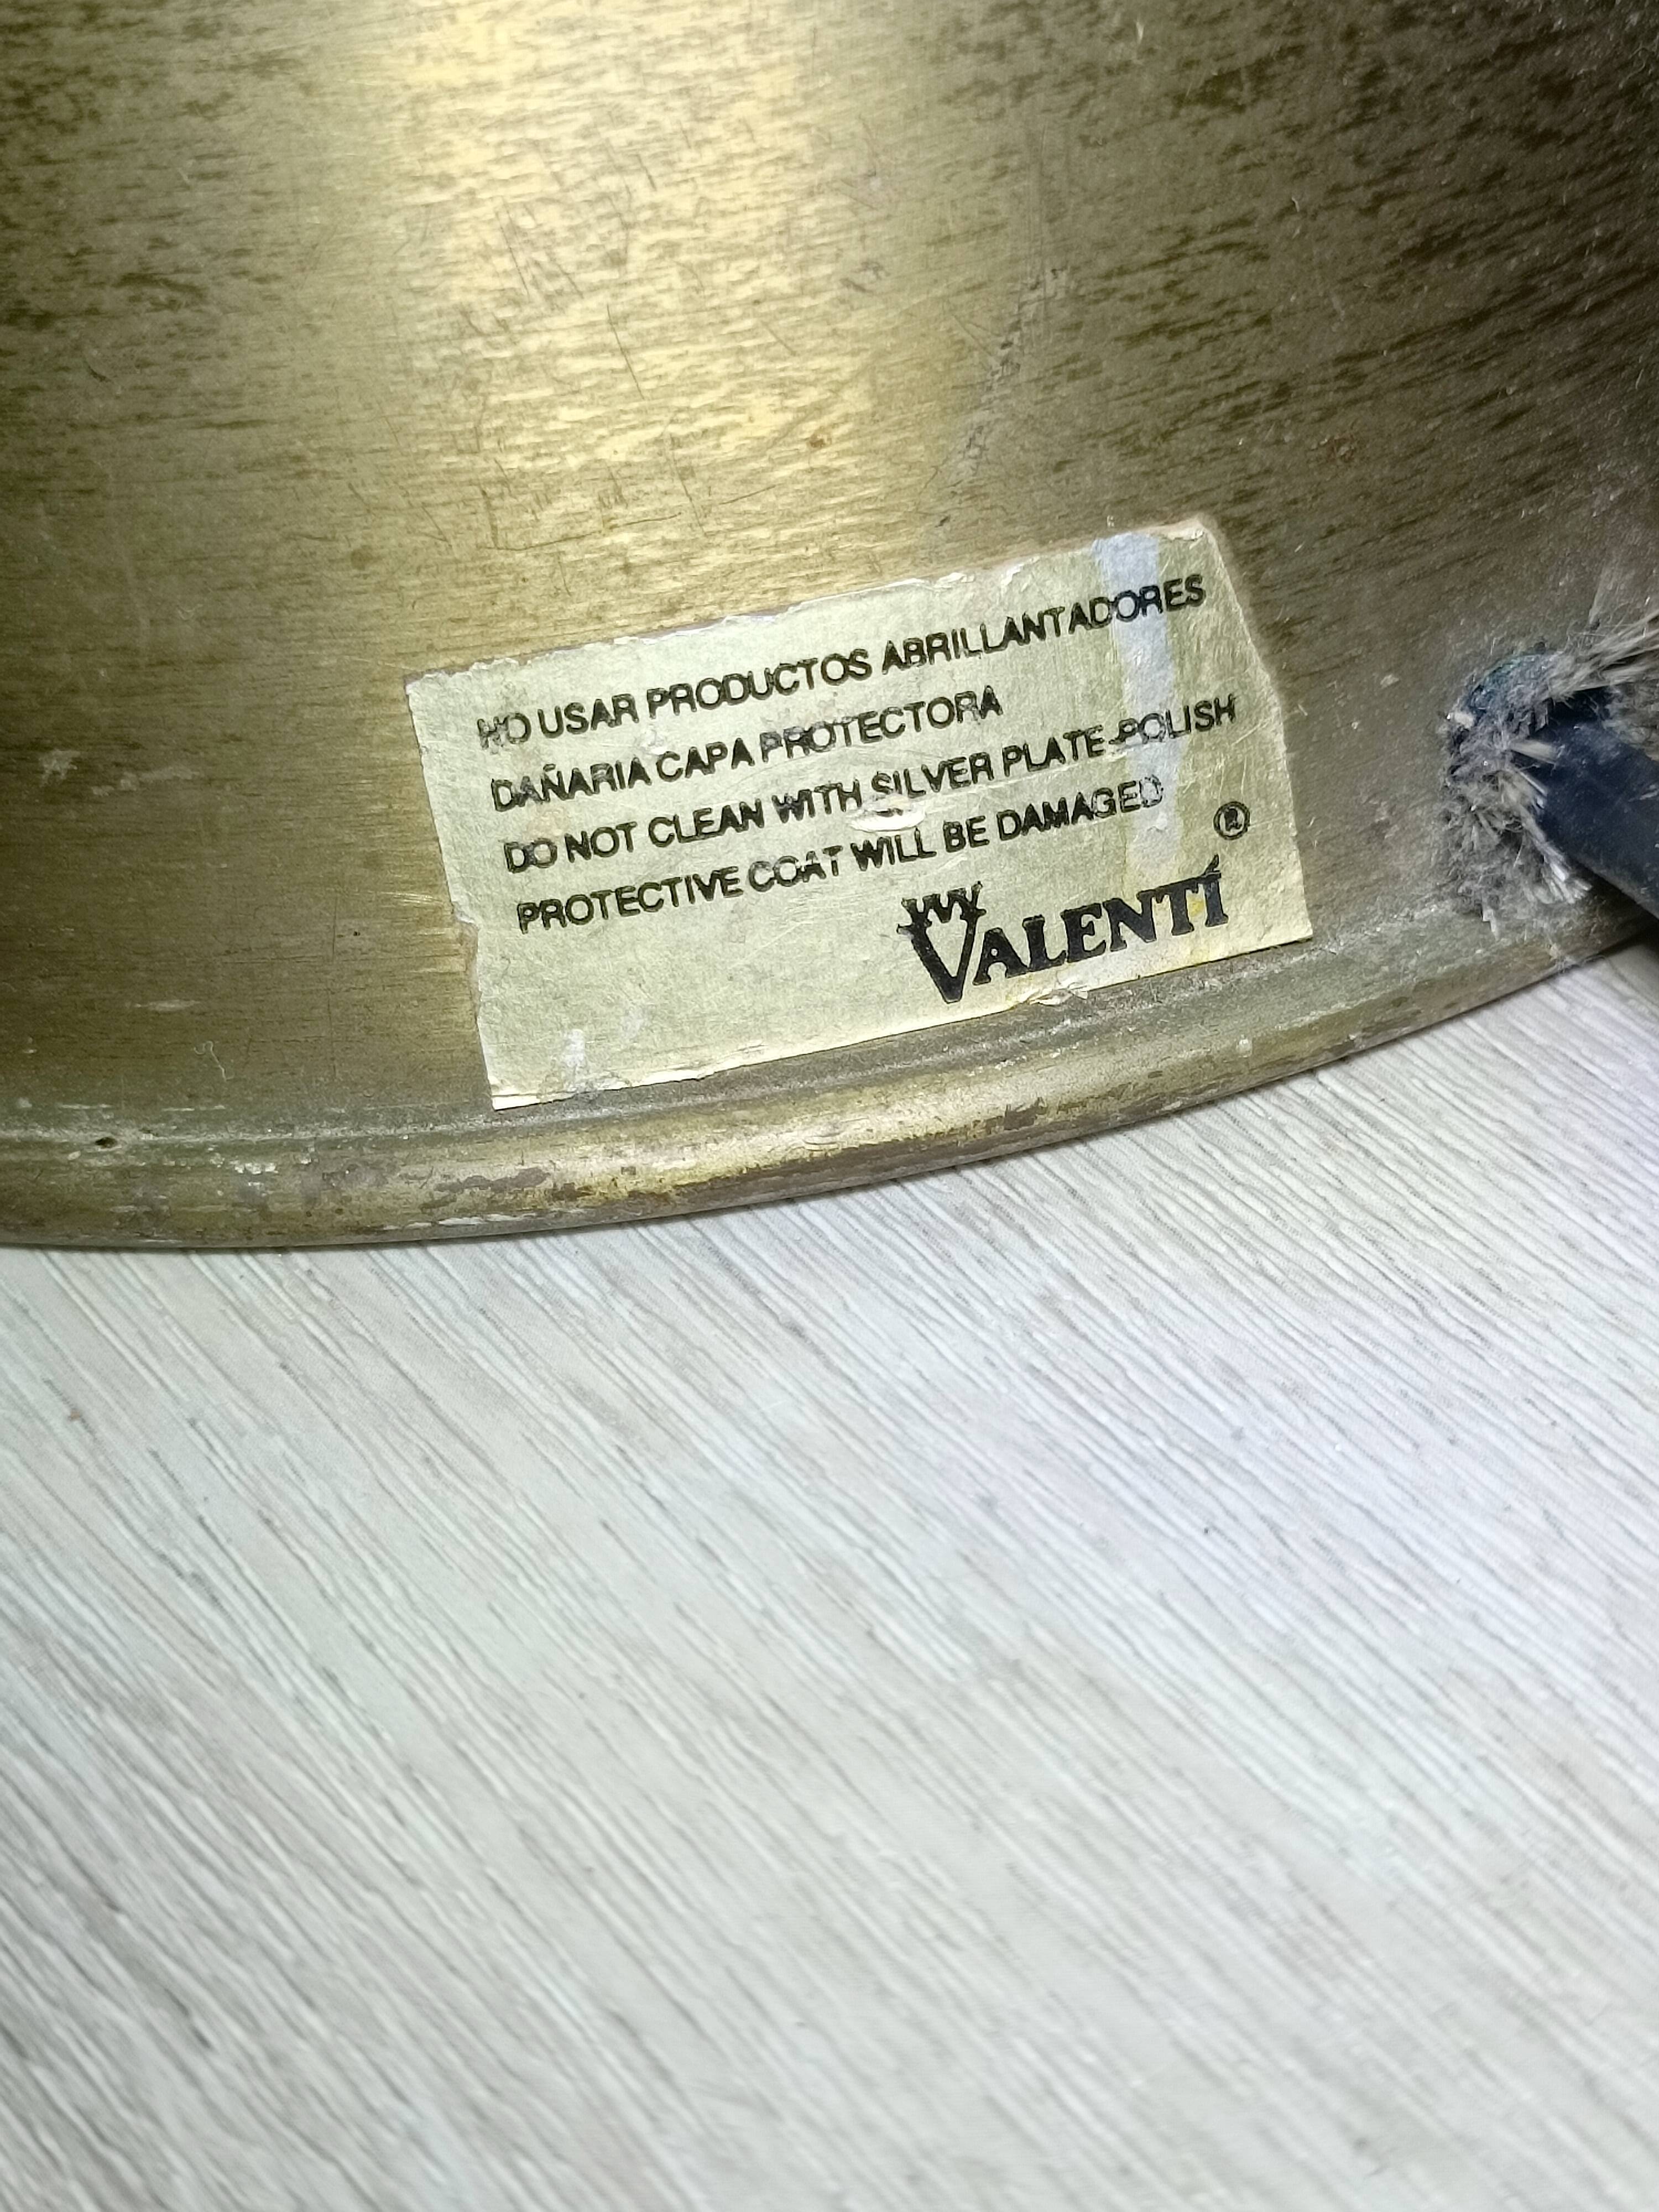 NO USAR PRODUCTOS ABRILLANTADORES
DAÑARIA CAPA PROTECTORA
DO NOT CLEAN WITH SILVER PLATE-POLISH
PROTECTIVE COAT WILL BE DAMAGED
®
VALENTÍ